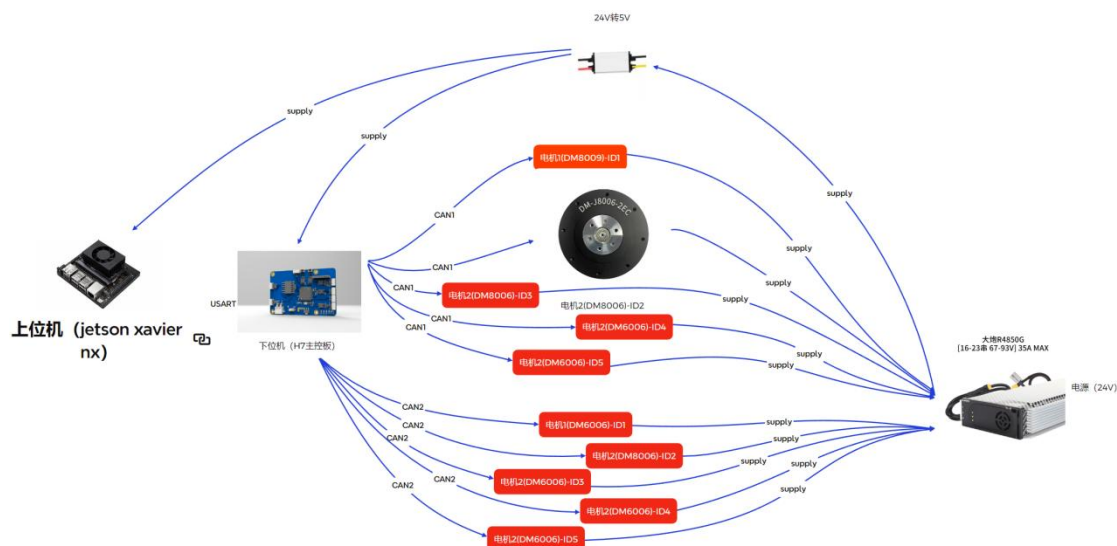 24V转5V
supply
supply
supply
电机1(DM8009)-ID1
CAN1
supply
DM-J8006-2EC
CAN1
supply
CAN1
电机2(DM8006)-ID3
supply
USART
电机2(DM8006)-ID2
CAN1
电机2(DM6006)-ID4
supply
CAN1
上位机（jetson xavier
nx）
下位机（H7主控板）
大炮R4850G
[16-23串 67-93V] 35A MAX
电机2(DM6006)-ID5
supply
电源（24V）
CAN2
电机1(DM6006)-ID1
supply
CAN2
电机2(DM8006)-ID2
supply
CAN2
supply
CAN2
电机2(DM6006)-ID3
supply
CAN2
电机2(DM6006)-ID4
supply
电机2(DM6006)-ID5